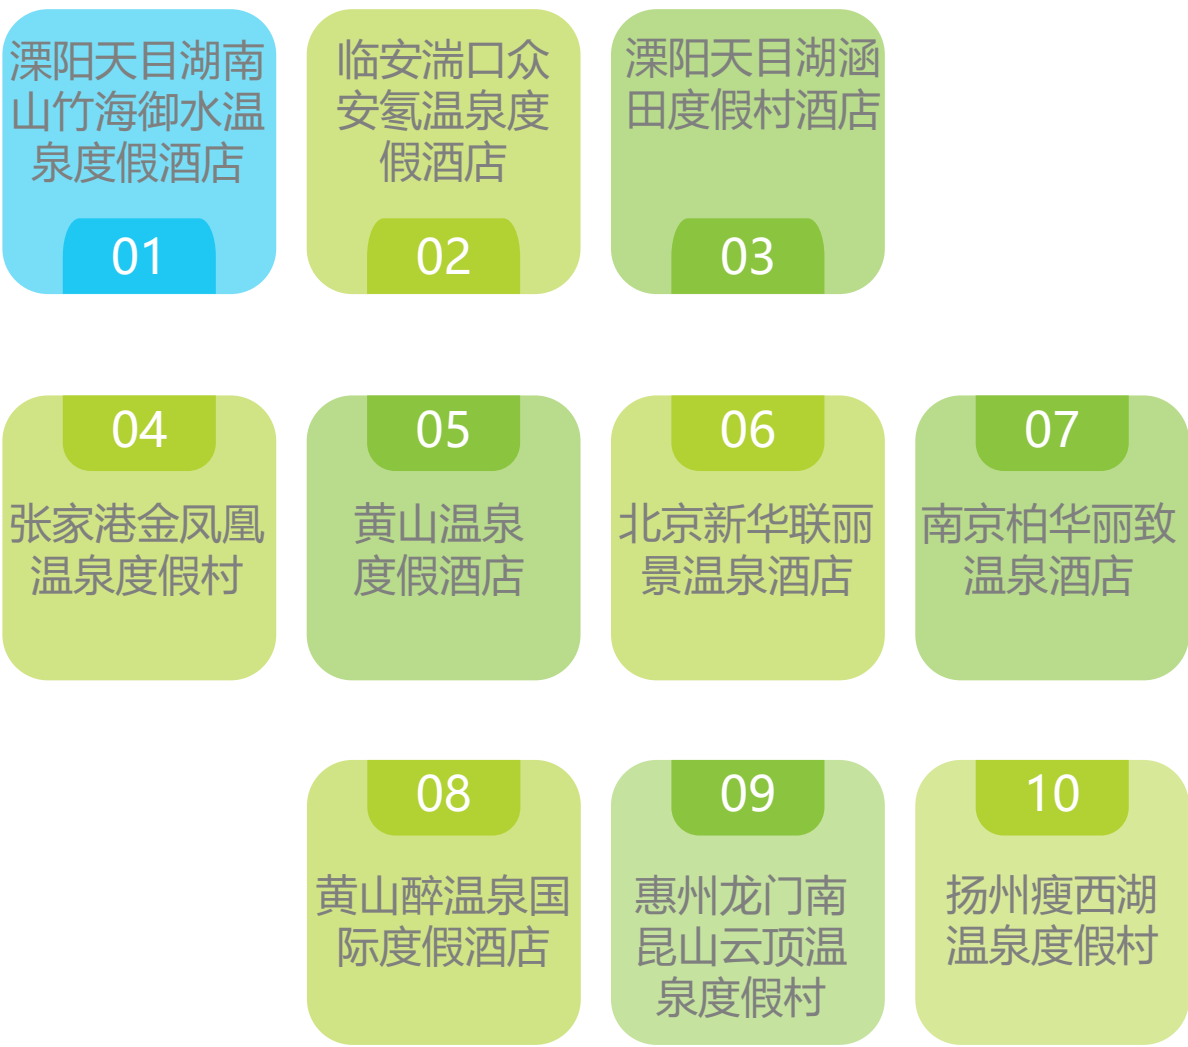 溧阳天目湖南
山竹海御水温
泉度假酒店
01
临安湍口众
安氡温泉度
假酒店
02
溧阳天目湖涵
田度假村酒店
03
04
张家港金凤凰
温泉度假村
05
黄山温泉
度假酒店
06
北京新华联丽
景温泉酒店
07
南京柏华丽致
温泉酒店
08
黄山醉温泉国
际度假酒店
09
惠州龙门南
昆山云顶温
泉度假村
10
扬州瘦西湖
温泉度假村